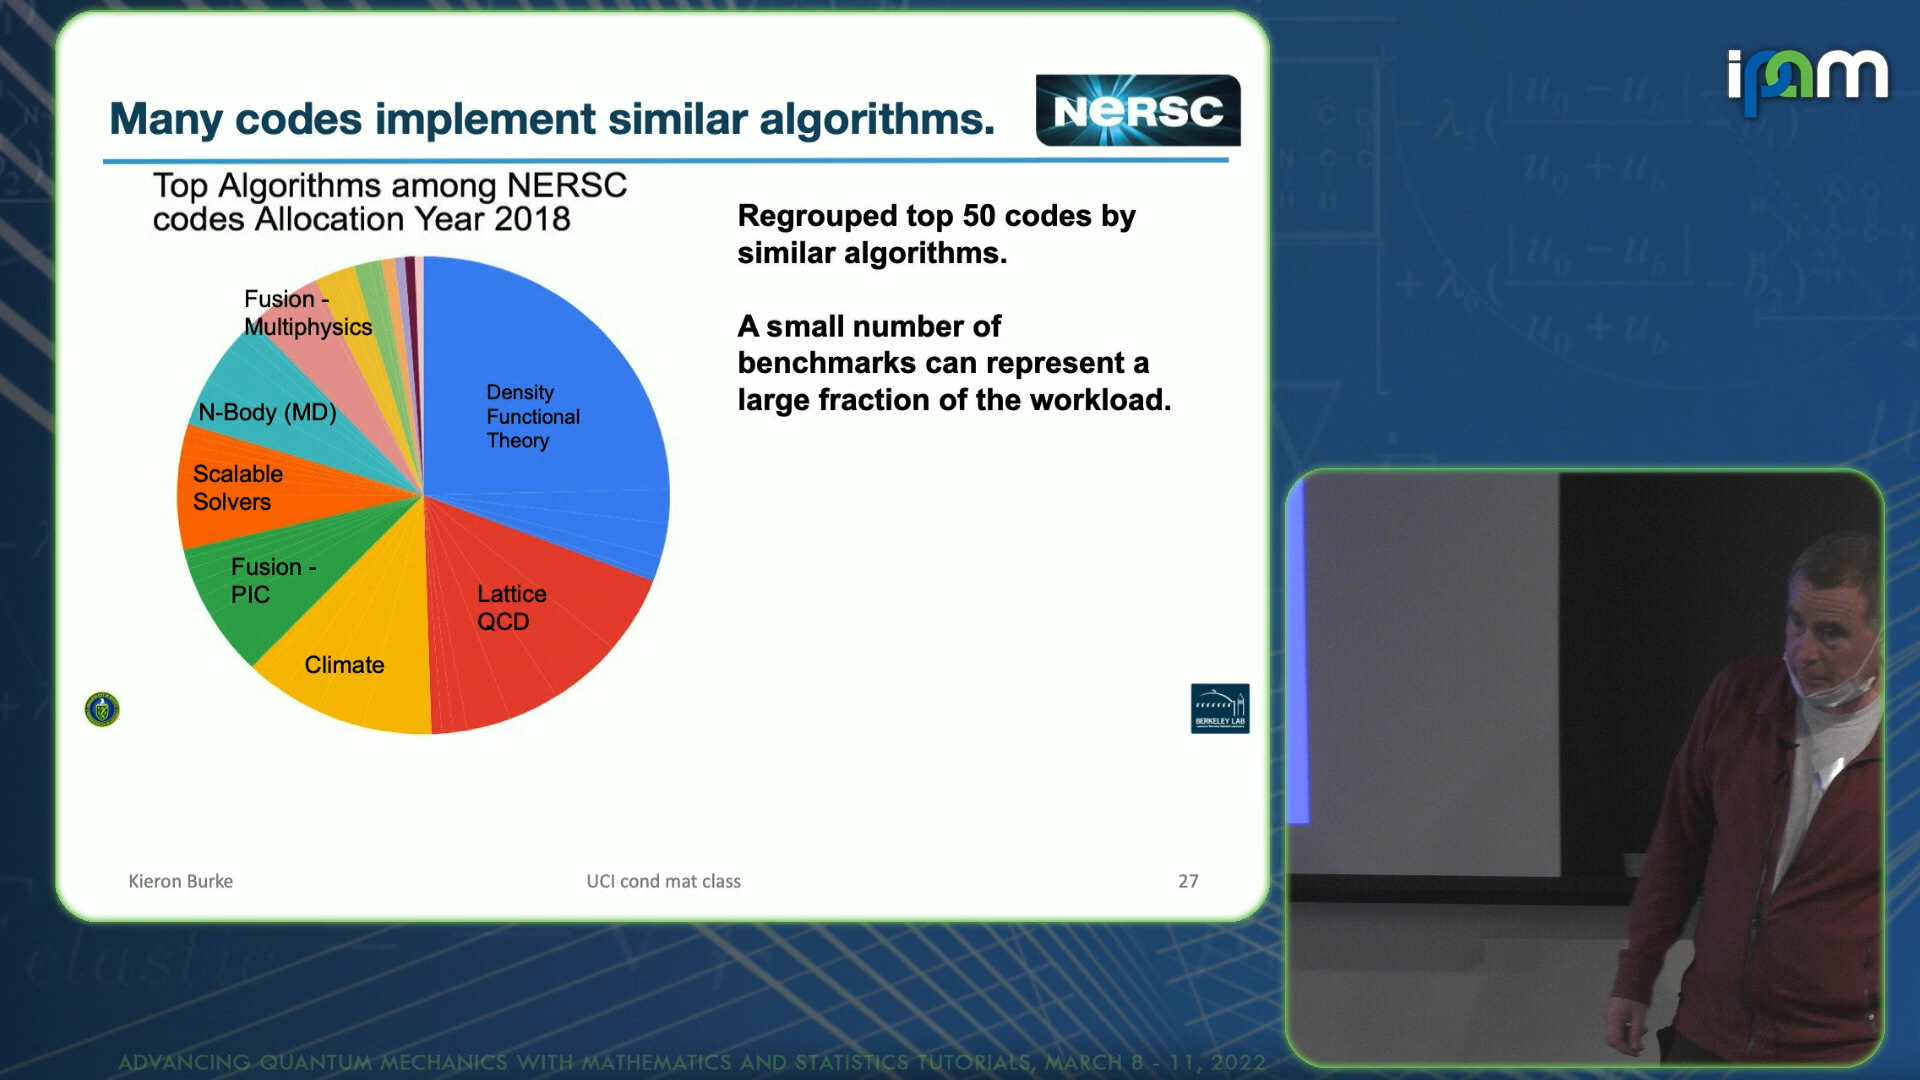 ipam
Many codes implement similar algorithms.
NERSC
Top Algorithms among NERSC
codes Allocation Year 2018
Regrouped top 50 codes by
similar algorithms.
A small number of
benchmarks can represent a
large fraction of the workload.
Fusion -
Multiphysics
Density
Functional
Theory
N-Body (MD)
Scalable
Solvers
Fusion -
PIC
Lattice
QCD
Climate
BERKELEY LAB
Kieron Burke
UCI cond mat class
27
elastic
ADVANCING QUANTUM MECHANICS WITH MATHEMATICS AND STATISTICS TUTORIALS, MARCH 8 - 11, 2022